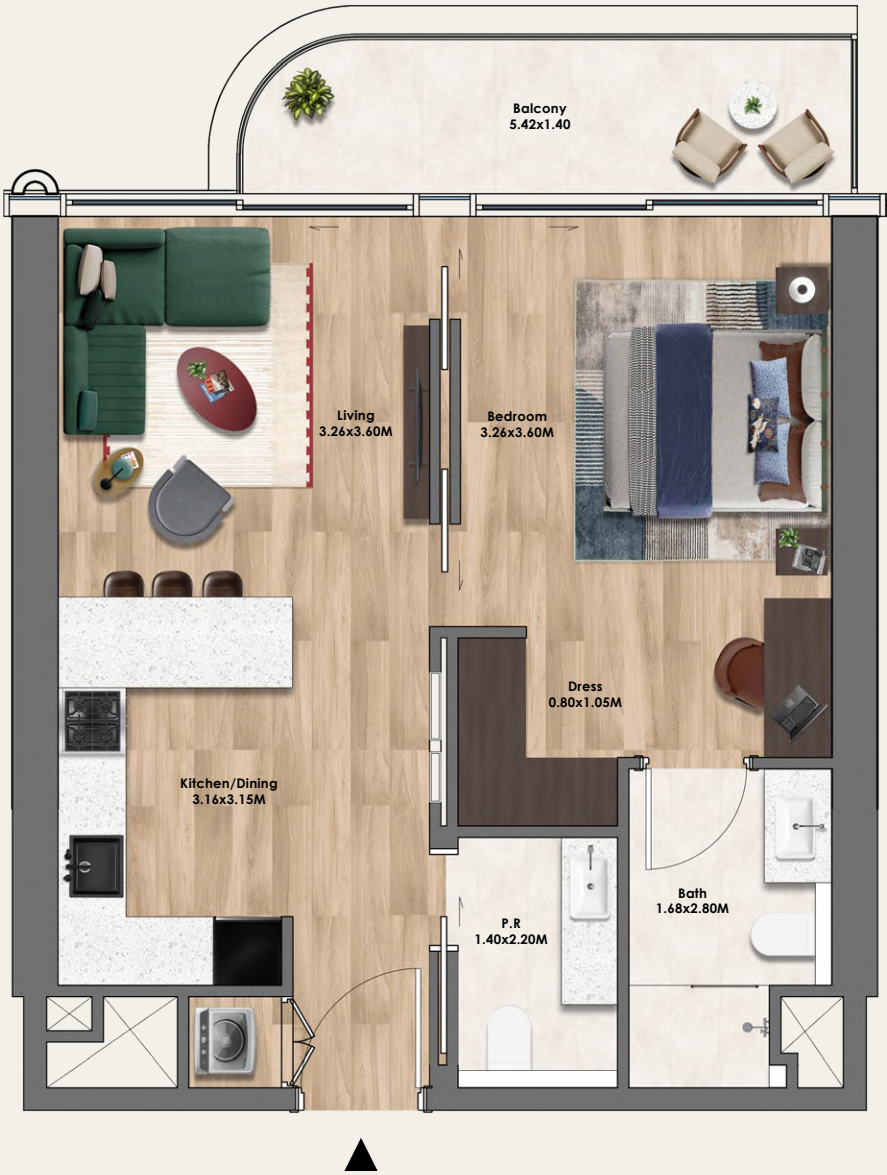 Balcony
5.42x1.40
Living
3.26x3.60M
Bedroom
3.26x3.60M
Dress
0.80x1.05M
Kitchen/Dining
3.16x3.15M
Bath
1.68x2.80M
P.R
1.40x2.20M